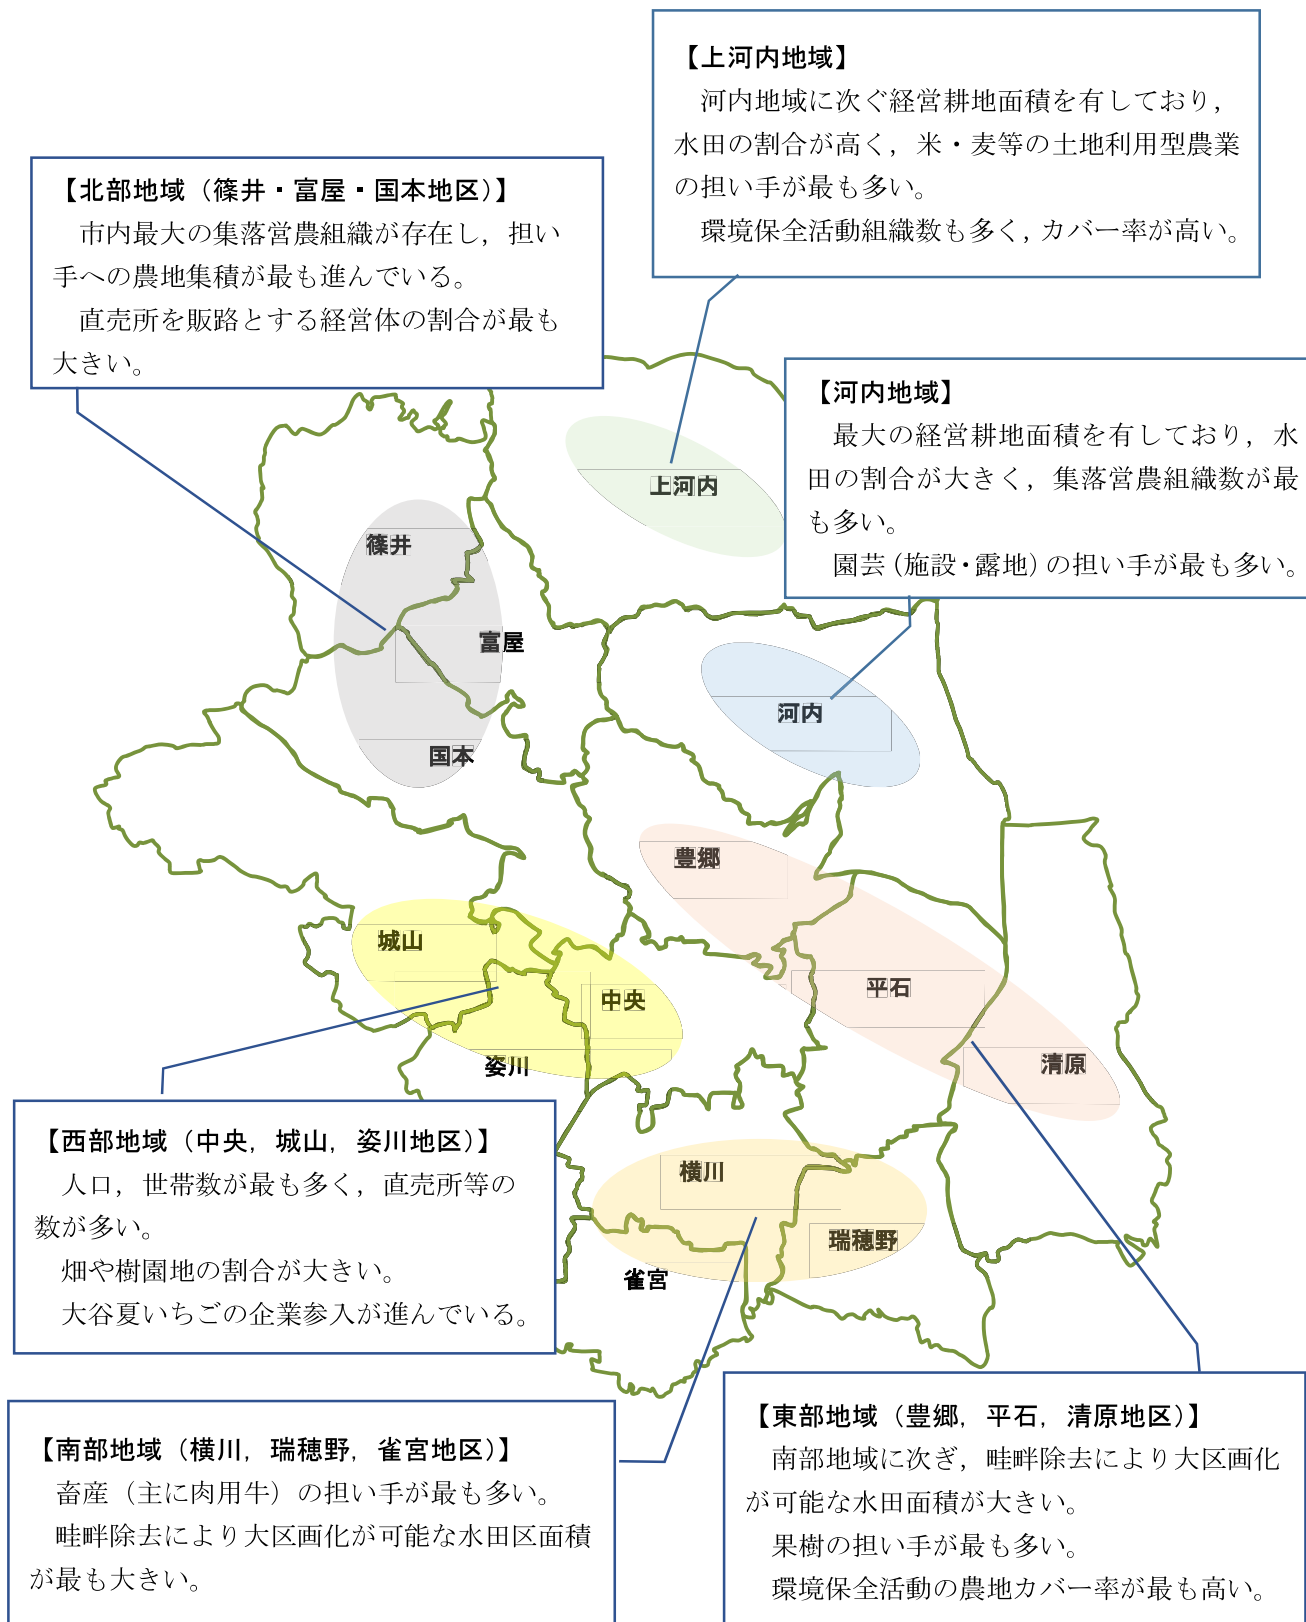 【上河内地域】
河内地域に次ぐ経営耕地面積を有しており，
水田の割合が高く，米・麦等の土地利用型農業
の担い手が最も多い。
環境保全活動組織数も多く，カバー率が高い。
【北部地域（篠井・富屋・国本地区）】
市内最大の集落営農組織が存在し，担い
手への農地集積が最も進んでいる。
直売所を販路とする経営体の割合が最も
大きい。
【河内地域】
最大の経営耕地面積を有しており，水
田の割合が大きく，集落営農組織数が最
も多い。
園芸（施設・露地）の担い手が最も多い。
上河内
篠井
富屋
河内
国本
豊郷
城山
平石
中央
清原
姿川
横川
瑞穂野
雀宮
【西部地域（中央，城山，姿川地区）】
人口，世帯数が最も多く，直売所等の
数が多い。
畑や樹園地の割合が大きい。
大谷夏いちごの企業参入が進んでいる。
【南部地域（横川，瑞穂野，雀宮地区）】
畜産（主に肉用牛）の担い手が最も多い。
畦畔除去により大区画化が可能な水田区面積
が最も大きい。
【東部地域（豊郷，平石，清原地区）】
南部地域に次ぎ，畦畔除去により大区画化
が可能な水田面積が大きい。
果樹の担い手が最も多い。
環境保全活動の農地カバー率が最も高い。